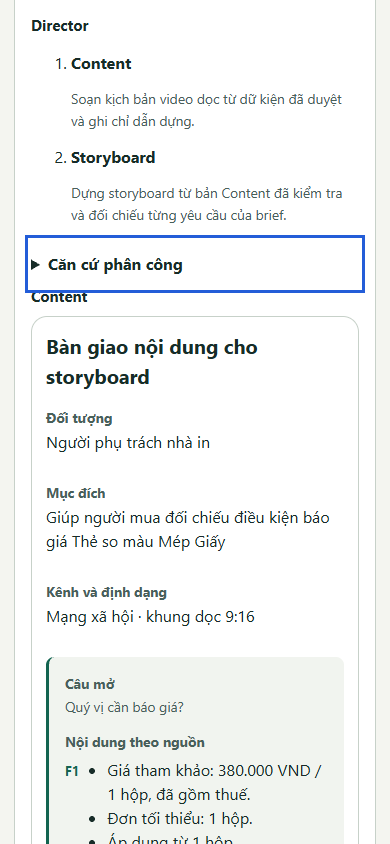 Director
1. Content
Soạn kịch bản video dọc từ dữ kiện đã duyệt
và ghi chỉ dẫn dựng.
2. Storyboard
Dựng storyboard từ bản Content đã kiểm tra
và đối chiếu từng yêu cầu của brief.
Căn cứ phân công
Content
Bàn giao nội dung cho
storyboard
Đối tượng
Người phụ trách nhà in
Mục đích
Giúp người mua đối chiếu điều kiện báo
giá Thẻ so màu Mép Giấy
Kênh và định dạng
Mạng xã hội · khung dọc 9:16
Câu mở
Quý vị cần báo giá?
Nội dung theo nguồn
F1 • Giá tham khảo: 380.000 VND /
1 hộp, đã gồm thuế.
• Đơn tối thiểu: 1 hộp.
• Áp dụng từ 1 hộp